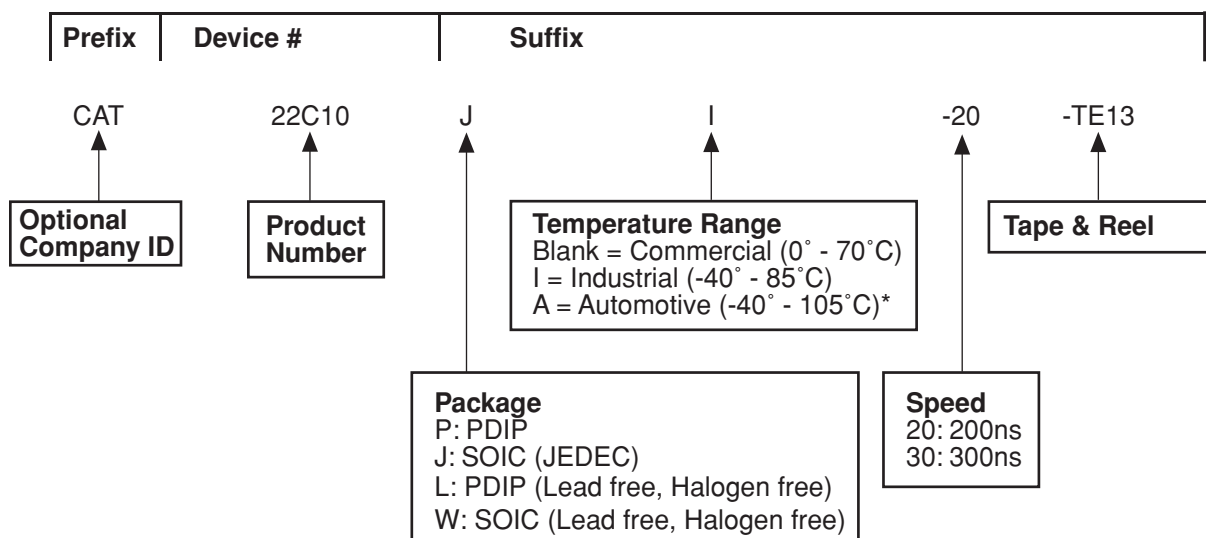 Prefix Device # Suffix
CAT 22C10 J I -20 -TE13
Optional
Company ID
Product
Number
Temperature Range
Blank = Commercial (0˚ - 70˚C)
I = Industrial (-40˚ - 85˚C)
A = Automotive (-40˚ - 105˚C)*
Tape & Reel
Package
P: PDIP
J: SOIC (JEDEC)
L: PDIP (Lead free, Halogen free)
W: SOIC (Lead free, Halogen free)
Speed
20: 200ns
30: 300ns